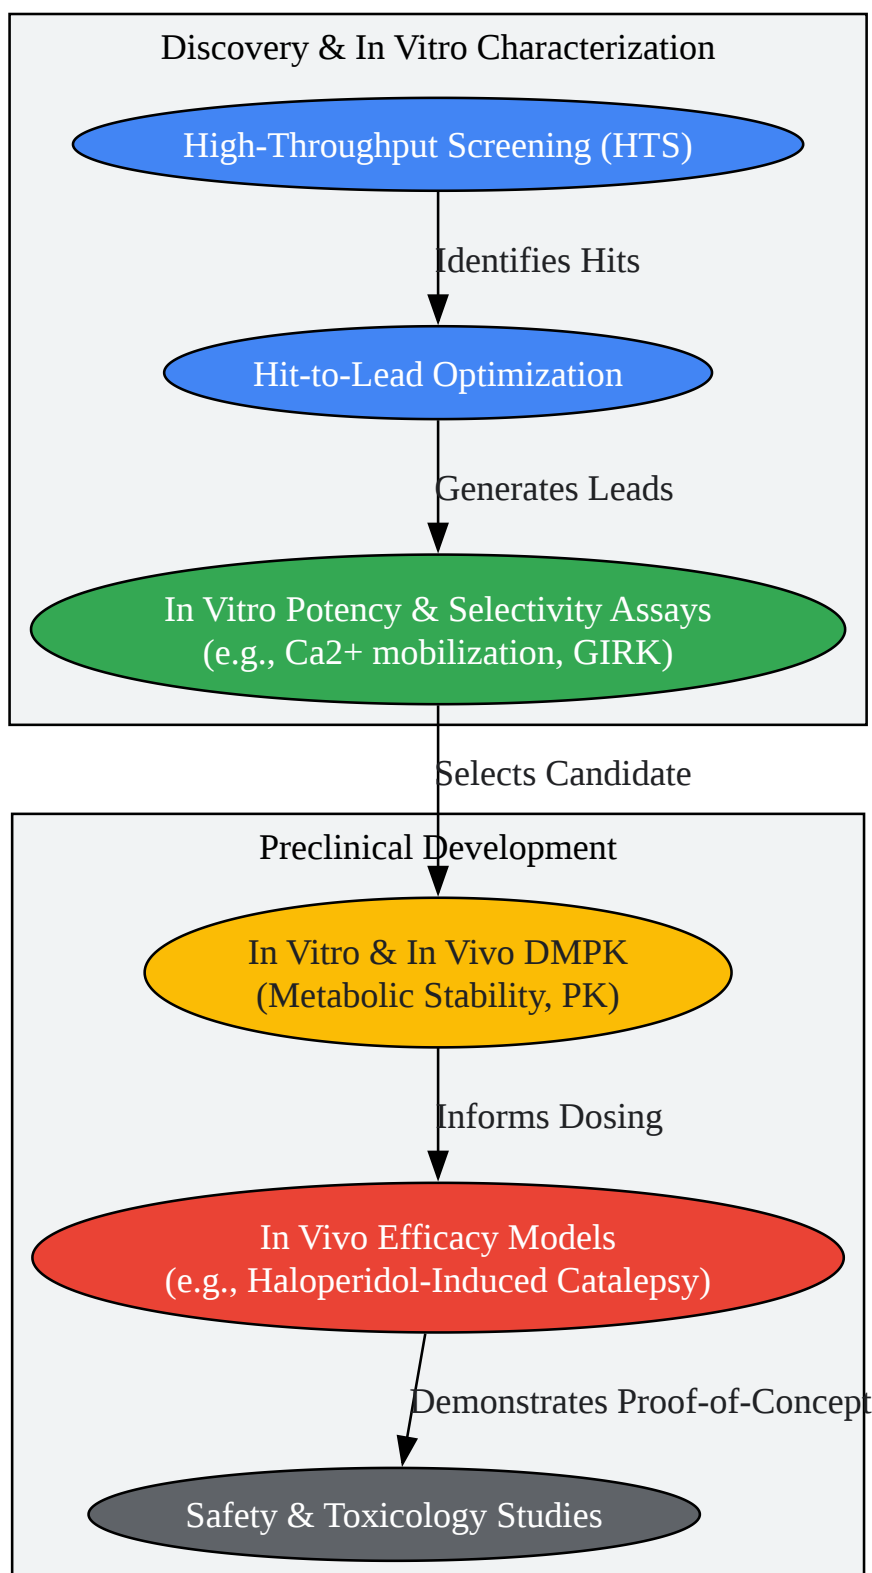 Discovery & In Vitro Characterization
High-Throughput Screening (HTS)
Identifies Hits
Hit-to-Lead Optimization
Generates Leads
In Vitro Potency & Selectivity Assays
(e.g., Ca2+ mobilization, GIRK)
Selects Candidate
Preclinical Development
In Vitro & In Vivo DMPK
(Metabolic Stability, PK)
Informs Dosing
In Vivo Efficacy Models
(e.g., Haloperidol-Induced Catalepsy)
Demonstrates Proof-of-Concept
Safety & Toxicology Studies